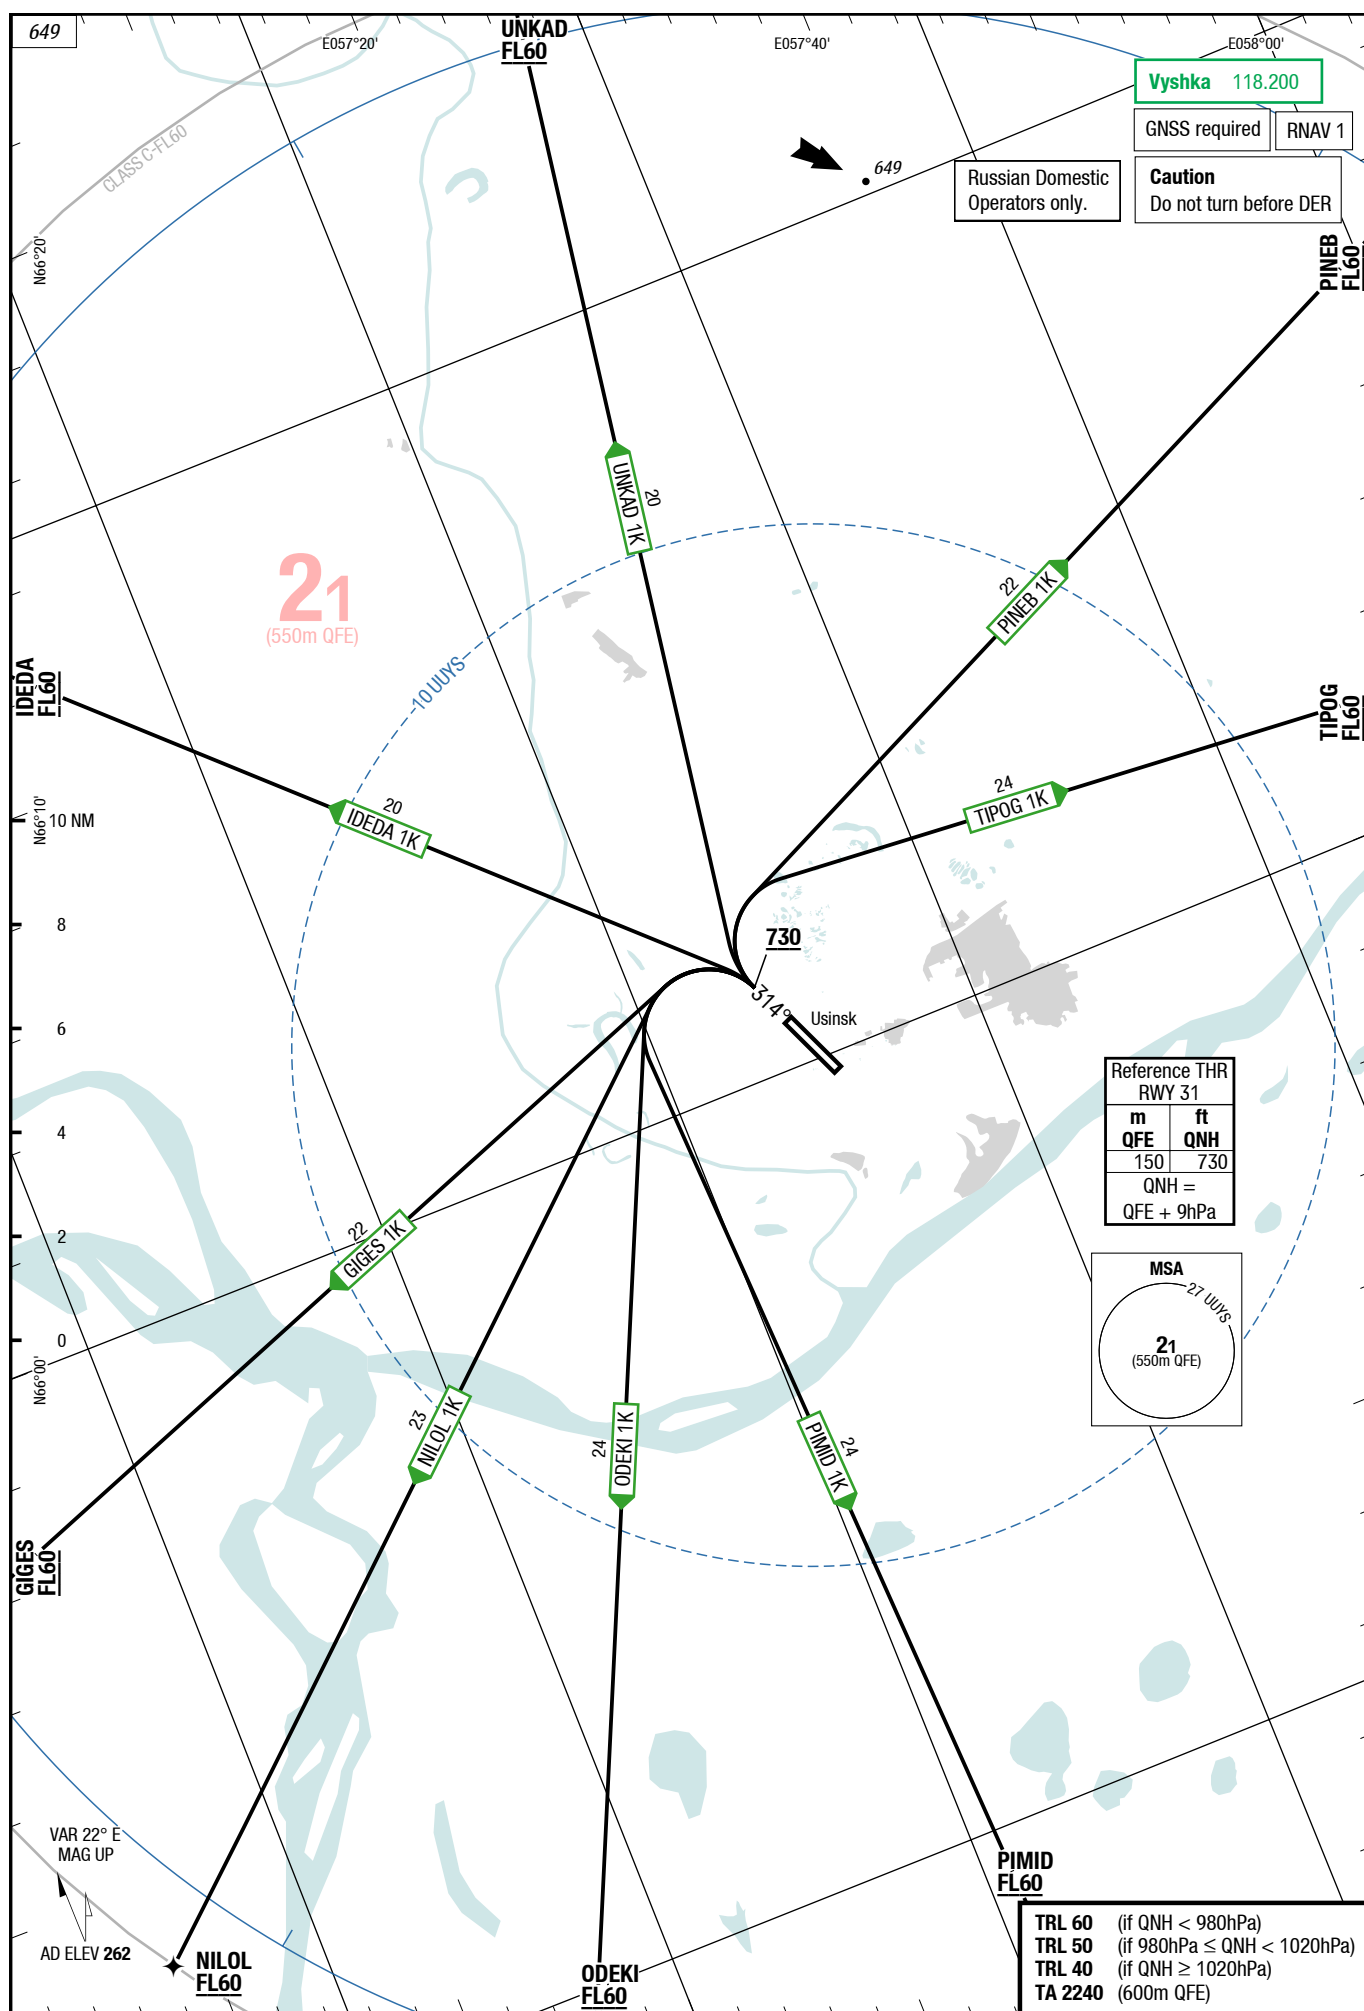 649
E057°20'
UNKAD
FL60
E057°40'
E058°00'
Vyshka 118.200
GNSS required
RNAV 1
Russian Domestic
Operators only.
Caution
Do not turn before DER
CLASS C-FL60
649
N66°20'
PINEB
FL60
UNKAD 1K
20
21
(550m QFE)
22
PINEB 1K
10 UUYS
IDEDA
FL60
TIPOG
FL60
20
IDEDA 1K
24
TIPOG 1K
N66°10'
10 NM
8
6
4
2
0
730
314°
Usinsk
Reference THR
RWY 31
m ft
QFE QNH
150 730
QNH =
QFE + 9hPa
22
GIGES 1K
MSA
27 UUYS
21
(550m QFE)
N66°00'
23
NILOL 1K
24
ODEKI 1K
24
PIMID 1K
GIGES
FL60
VAR 22° E
MAG UP
AD ELEV 262
NILOL
FL60
ODEKI
FL60
PIMID
FL60
TRL 60 (if QNH < 980hPa)
TRL 50 (if 980hPa ≤ QNH < 1020hPa)
TRL 40 (if QNH ≥ 1020hPa)
TA 2240 (600m QFE)